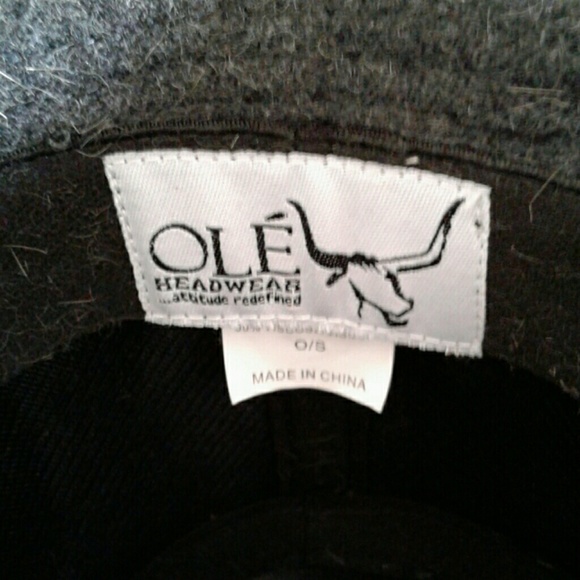 OLÉ
HEADWEAR
...attitude redefined
O/S
MADE IN CHINA